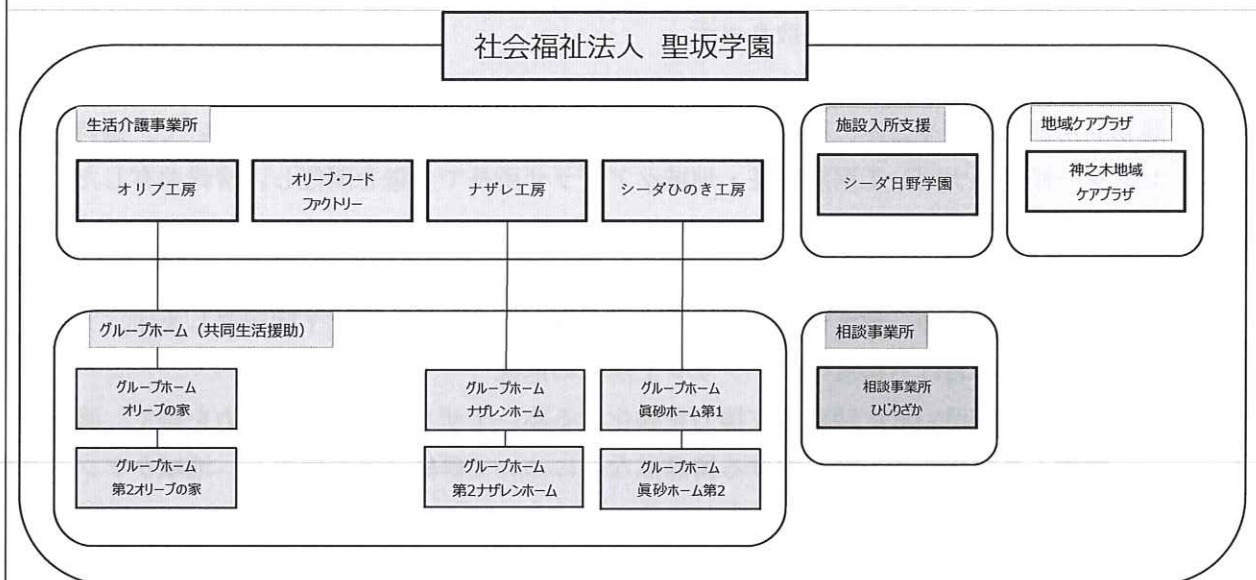 社会福祉法人 聖坂学園
生活介護事業所
オリブ工房
オリーブ・フード
ファクトリー
ナザレ工房
シーダひのき工房
施設入所支援
シーダ日野学園
地域ケアプラザ
神之木地域
ケアプラザ
グループホーム（共同生活援助）
グループホーム
オリーブの家
グループホーム
第2オリーブの家
グループホーム
ナザレンホーム
グループホーム
第2ナザレンホーム
グループホーム
眞砂ホーム第1
グループホーム
眞砂ホーム第2
相談事業所
相談事業所
ひじりざか